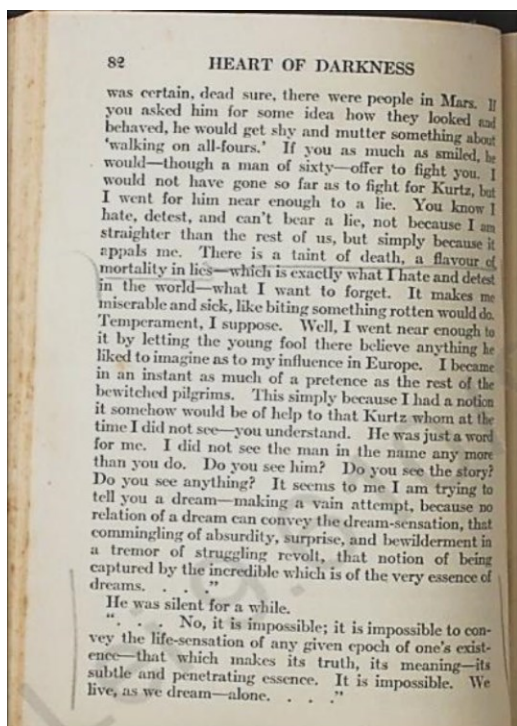 82 HEART OF DARKNESS
was certain, dead sure, there were people in Mars. If
you asked him for some idea how they looked and
behaved, he would get shy and mutter something about
'walking on all-fours.' If you as much as smiled, he
would—though a man of sixty—offer to fight you. I
would not have gone so far as to fight for Kurtz, but
I went for him near enough to a lie. You know I
hate, detest, and can't bear a lie, not because I am
straighter than the rest of us, but simply because it
appals me. There is a taint of death, a flavour of
mortality in lies—which is exactly what I hate and detest
in the world—what I want to forget. It makes me
miserable and sick, like biting something rotten would do.
Temperament, I suppose. Well, I went near enough to
it by letting the young fool there believe anything he
liked to imagine as to my influence in Europe. I became
in an instant as much of a pretence as the rest of the
bewitched pilgrims. This simply because I had a notion
it somehow would be of help to that Kurtz whom at the
time I did not see—you understand. He was just a word
for me. I did not see the man in the name any more
than you do. Do you see him? Do you see the story?
Do you see anything? It seems to me I am trying to
tell you a dream—making a vain attempt, because no
relation of a dream can convey the dream-sensation, that
commingling of absurdity, surprise, and bewilderment in
a tremor of struggling revolt, that notion of being
captured by the incredible which is of the very essence of
dreams. . . ."
He was silent for a while.
". . . No, it is impossible; it is impossible to con-
vey the life-sensation of any given epoch of one's exist-
ence—that which makes its truth, its meaning—its
subtle and penetrating essence. It is impossible. We
live, as we dream—alone. . . ."